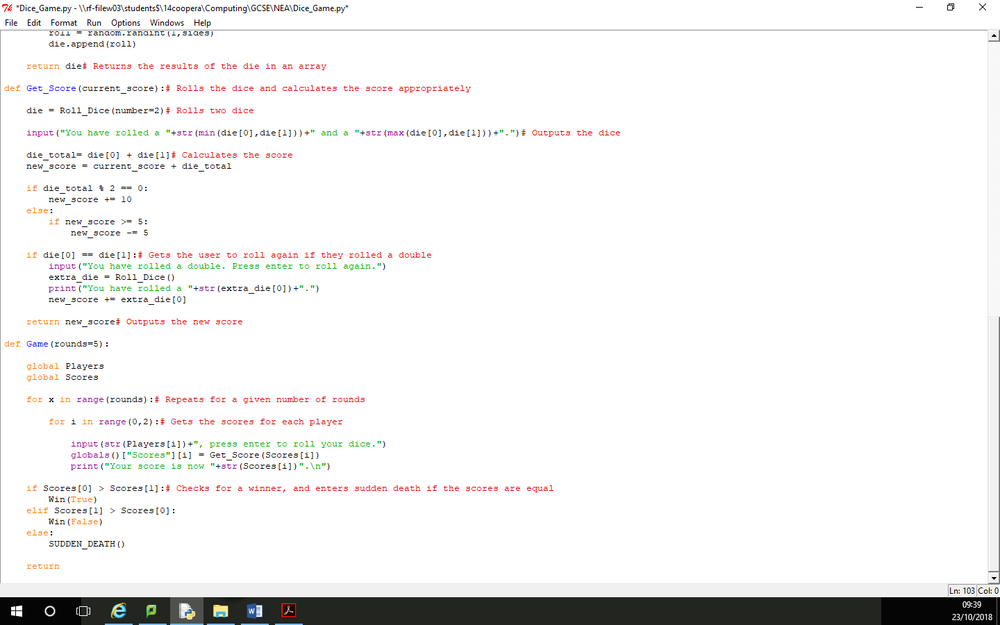 *Dice_Game.py - \\rf-filew03\students$\14coopera\Computing\GCSE\NEA\Dice_Game.py*
File Edit Format Run Options Windows Help
        roll = random.randint(1,sides)
        die.append(roll)

    return die# Returns the results of the die in an array

def Get_Score(current_score):# Rolls the dice and calculates the score appropriately

    die = Roll_Dice(number=2)# Rolls two dice

    input("You have rolled a "+str(min(die[0],die[1]))+" and a "+str(max(die[0],die[1]))+".")# Outputs the dice

    die_total= die[0] + die[1]# Calculates the score
    new_score = current_score + die_total

    if die_total % 2 == 0:
        new_score += 10
    else:
        if new_score >= 5:
            new_score -= 5

    if die[0] == die[1]:# Gets the user to roll again if they rolled a double
        input("You have rolled a double. Press enter to roll again.")
        extra_die = Roll_Dice()
        print("You have rolled a "+str(extra_die[0])+".")
        new_score += extra_die[0]

    return new_score# Outputs the new score

def Game(rounds=5):

    global Players
    global Scores

    for x in range(rounds):# Repeats for a given number of rounds

        for i in range(0,2):# Gets the scores for each player

            input(str(Players[i])+", press enter to roll your dice.")
            globals()["Scores"][i] = Get_Score(Scores[i])
            print("Your score is now "+str(Scores[i])".\n")

    if Scores[0] > Scores[1]:# Checks for a winner, and enters sudden death if the scores are equal
        Win(True)
    elif Scores[1] > Scores[0]:
        Win(False)
    else:
        SUDDEN_DEATH()

    return
Ln: 103 Col: 0
09:39
23/10/2018